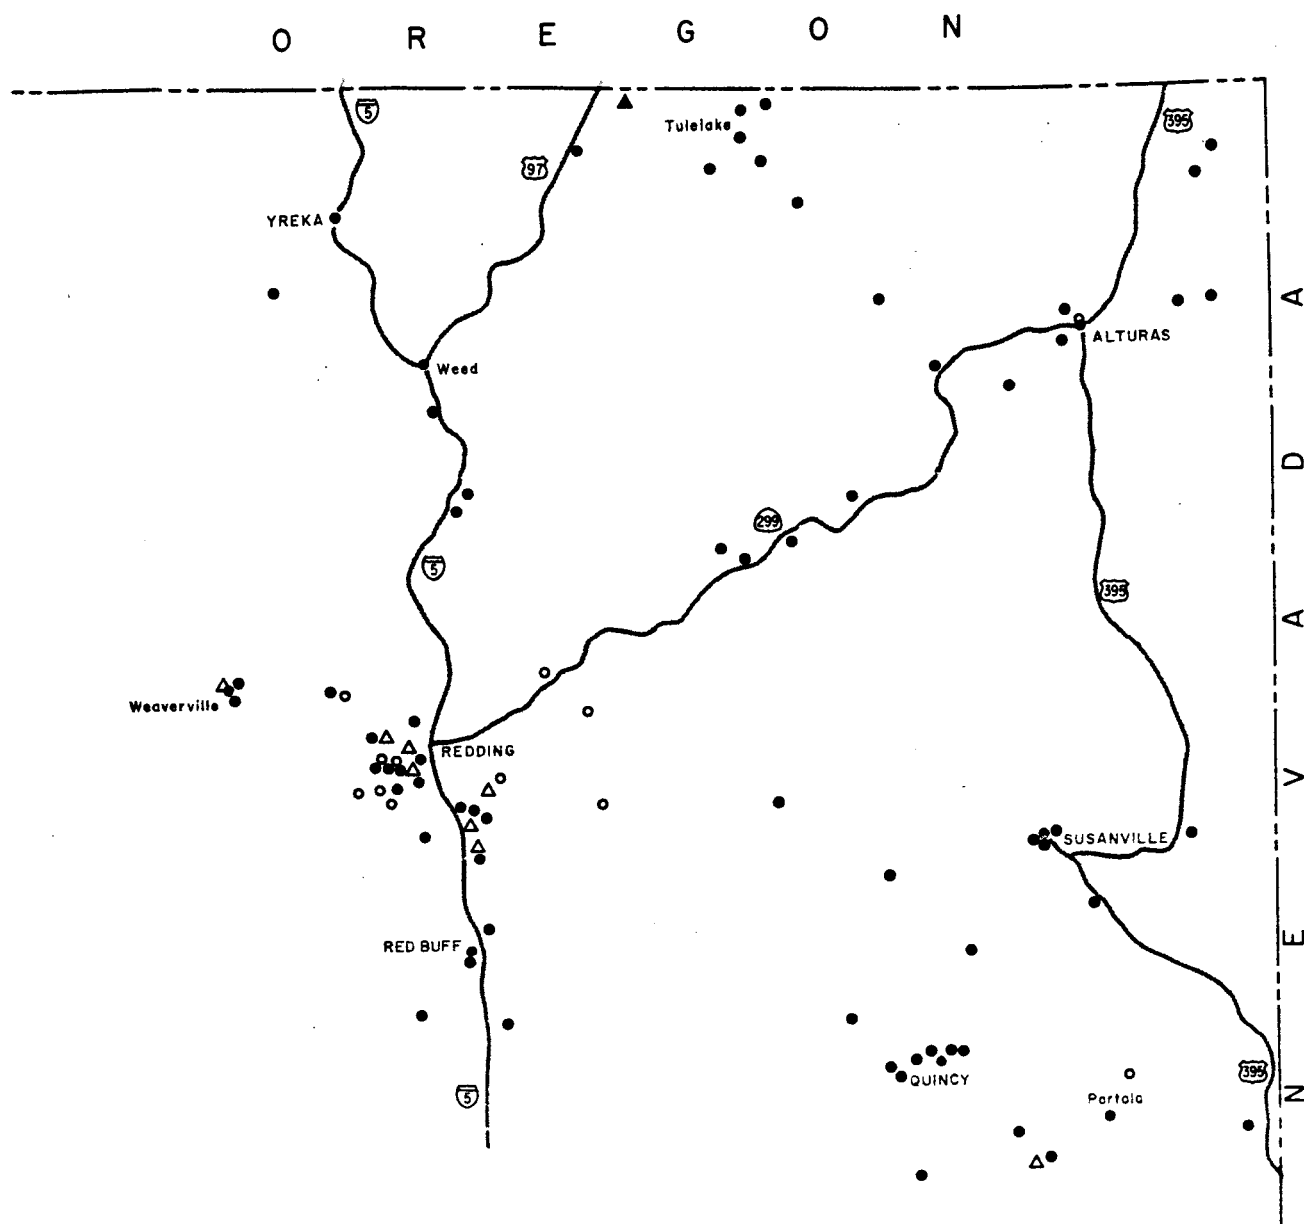 O R E G O N
5
395
Tulelake
97
YREKA
A
ALTURAS
Weed
D
299
5
395
A
Weaverville
REDDING
V
SUSANVILLE
E
RED BUFF
395
QUINCY
5
Portola
N